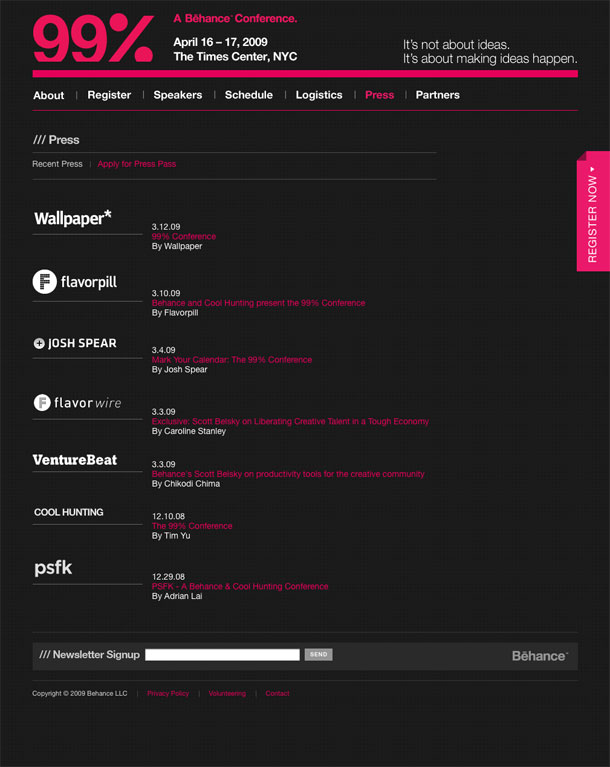 99%
A Bēhance™ Conference.
April 16 – 17, 2009
The Times Center, NYC
It's not about ideas.
It's about making ideas happen.
About | Register | Speakers | Schedule | Logistics | Press | Partners
/// Press
Recent Press | Apply for Press Pass
REGISTER NOW
Wallpaper*
3.12.09
99% Conference
By Wallpaper
F flavorpill
3.10.09
Behance and Cool Hunting present the 99% Conference
By Flavorpill
JOSH SPEAR
3.4.09
Mark Your Calendar: The 99% Conference
By Josh Spear
F flavorwire
3.3.09
Exclusive: Scott Belsky on Liberating Creative Talent in a Tough Economy
By Caroline Stanley
VentureBeat
3.3.09
Behance's Scott Belsky on productivity tools for the creative community
By Chikodi Chima
COOL HUNTING
12.10.08
The 99% Conference
By Tim Yu
psfk
12.29.08
PSFK - A Behance & Cool Hunting Conference
By Adrian Lai
/// Newsletter Signup SEND Bēhance™
Copyright © 2009 Behance LLC | Privacy Policy | Volunteering | Contact